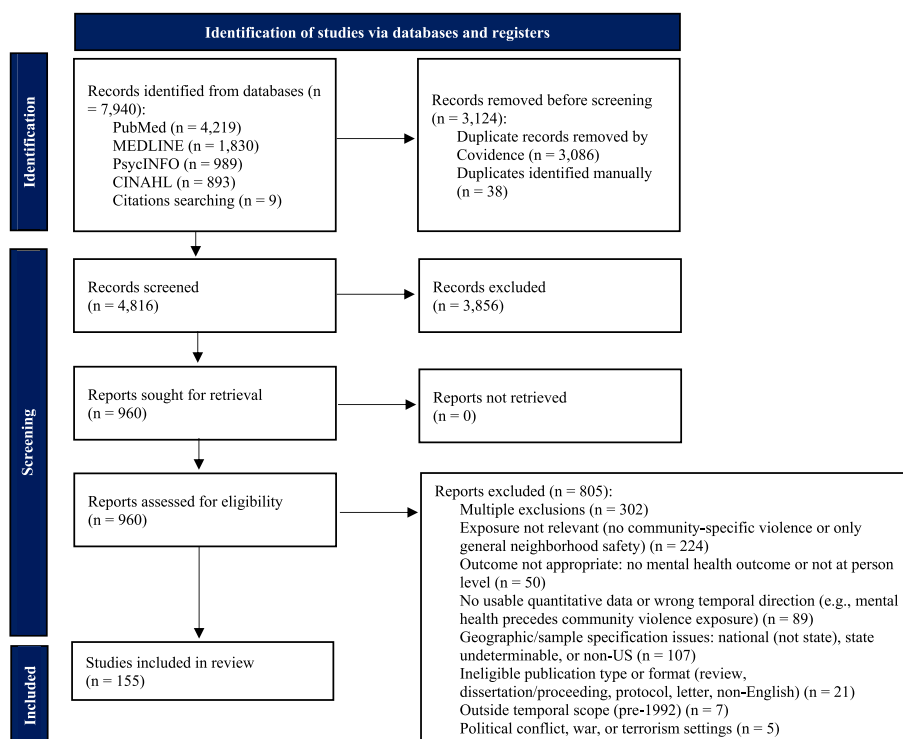 Identification of studies via databases and registers
Identification
Records identified from databases (n
= 7,940):
PubMed (n = 4,219)
MEDLINE (n = 1,830)
PsycINFO (n = 989)
CINAHL (n = 893)
Citations searching (n = 9)
Records removed before screening
(n = 3,124):
Duplicate records removed by
Covidence = 3,086)
Duplicates identified manually
(n = 38)
Screening
Records screened
(n = 4,816)
Records excluded
(n = 3,856)
Reports sought for retrieval
(n = 960)
Reports not retrieved
(n = 0)
Reports assessed for eligibility
(n = 960)
Reports excluded (n = 805):
Multiple exclusions (n = 302)
Exposure not relevant (no community-specific violence or only
general neighborhood safety) (n = 224)
Outcome not appropriate: no mental health outcome or not at person
level (n = 50)
No usable quantitative data or wrong temporal direction (e.g., mental
health precedes community violence exposure) (n = 89)
Geographic/sample specification issues: national (not state), state
undeterminable, or non-US (n = 107)
Ineligible publication type or format (review,
dissertation/proceeding, protocol, letter, non-English) (n = 21)
Outside temporal scope (pre-1992) (n = 7)
Political conflict, war, or terrorism settings (n = 5)
Included
Studies included in review
(n = 155)